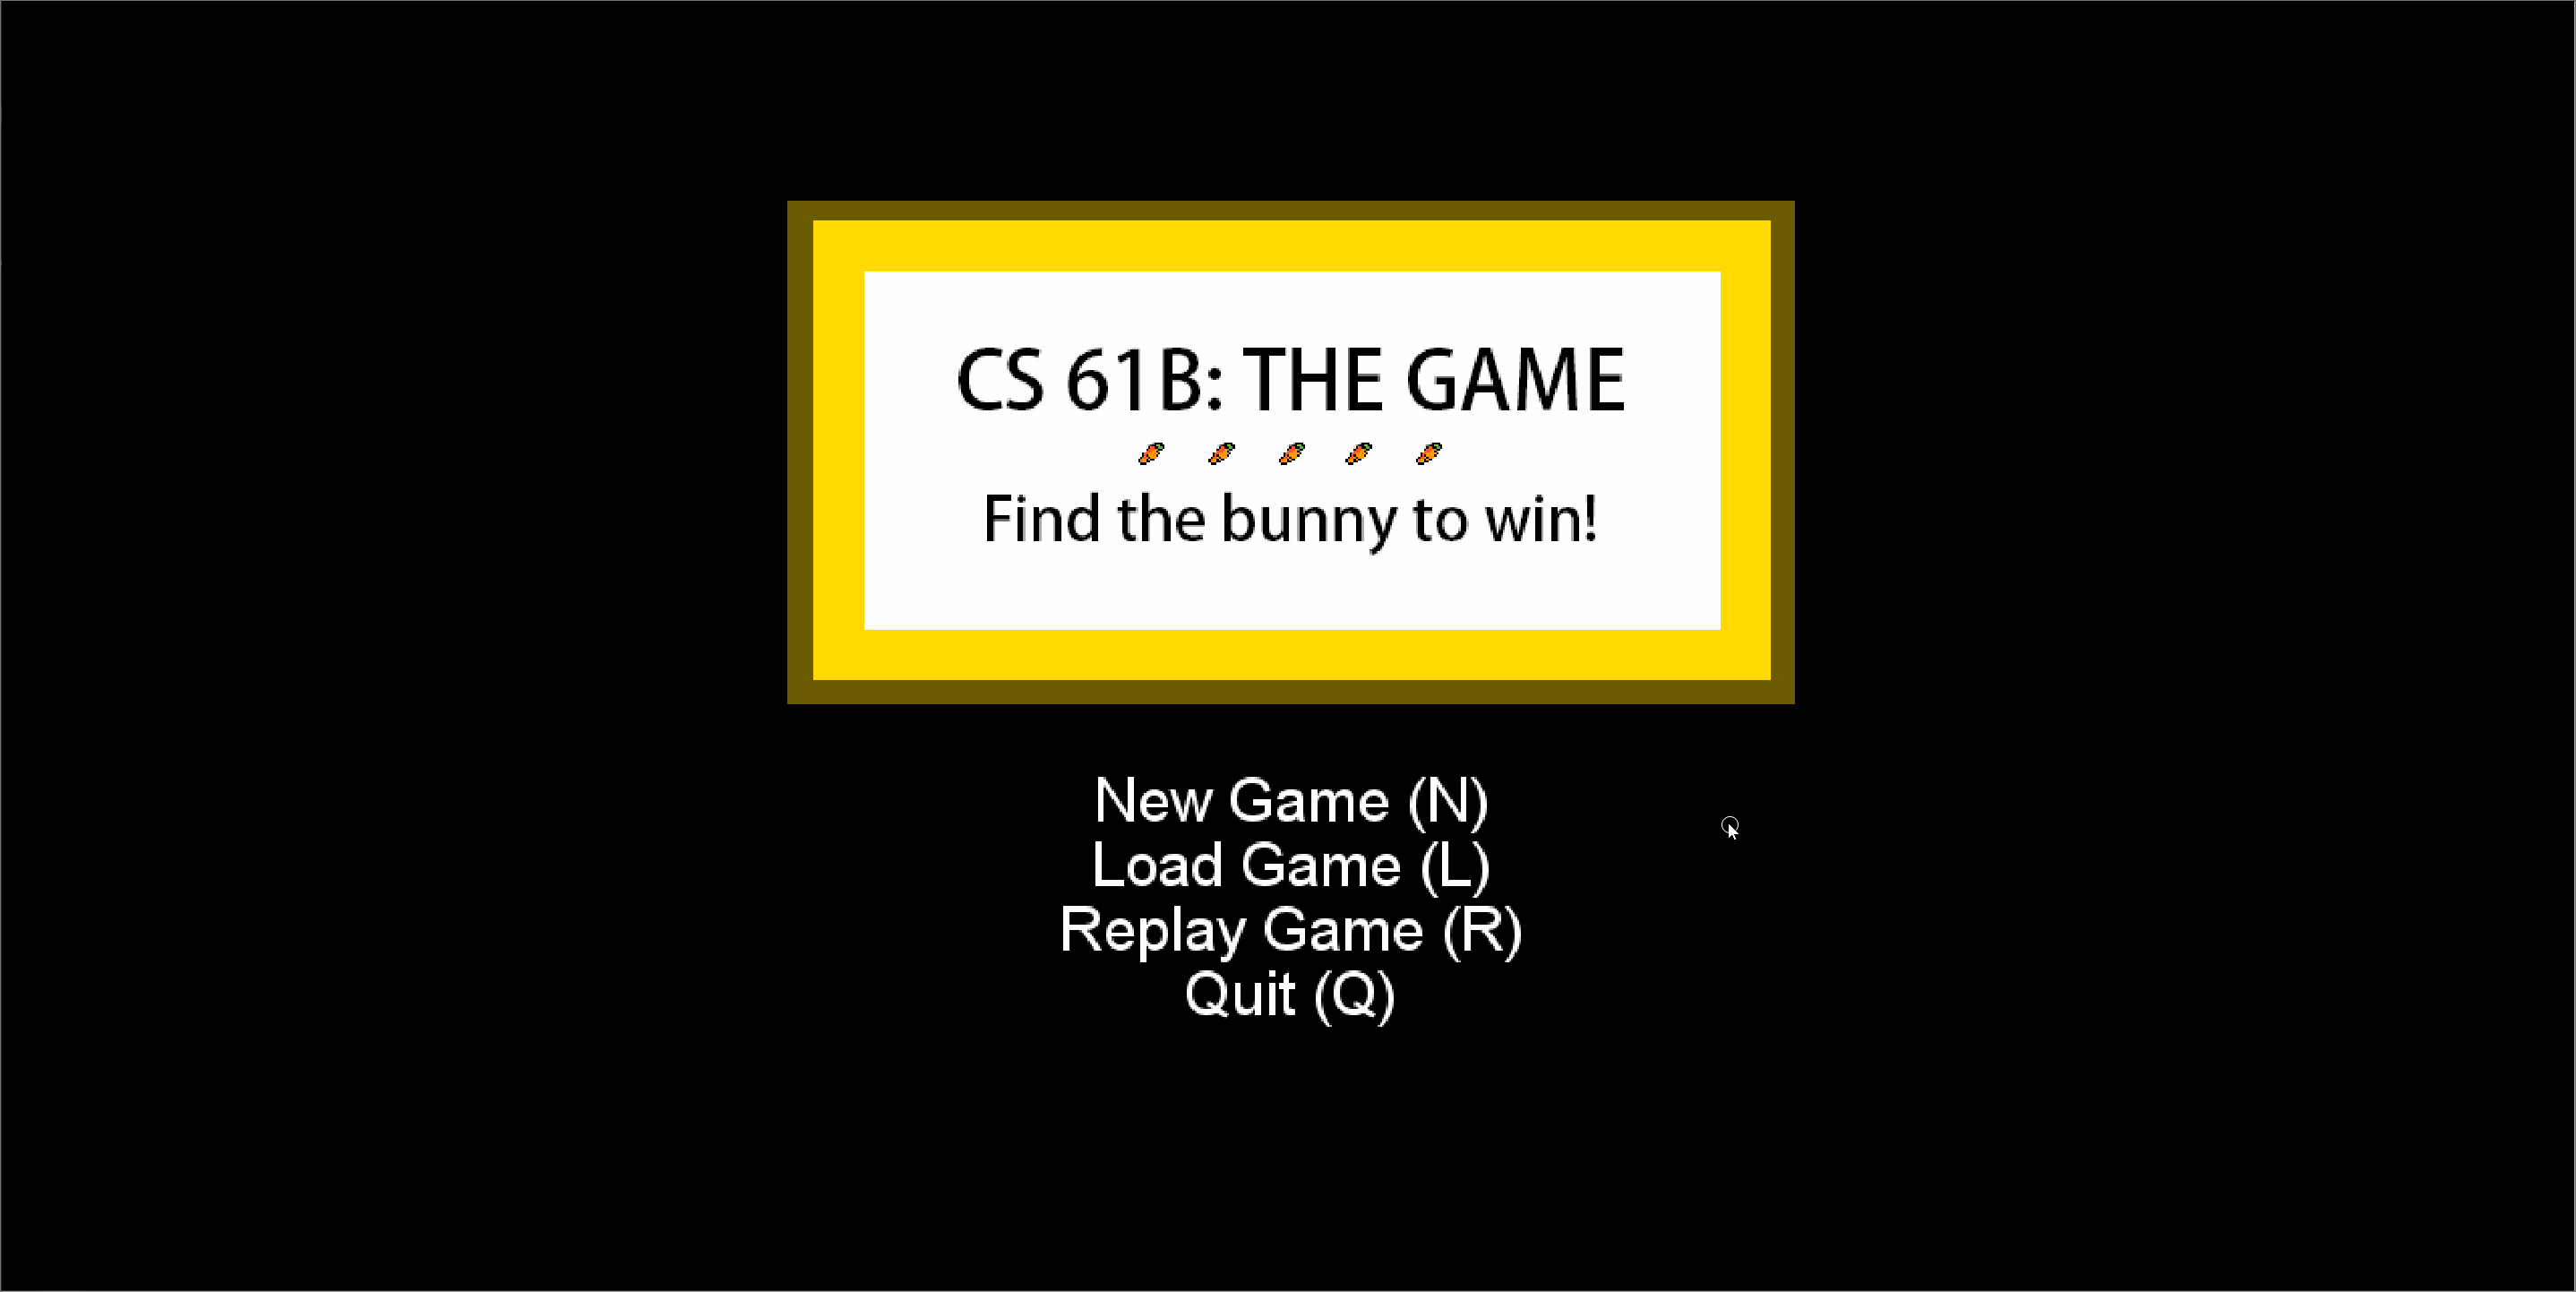 CS 61B: THE GAME
Find the bunny to win!
New Game (N)
Load Game (L)
Replay Game (R)
Quit (Q)